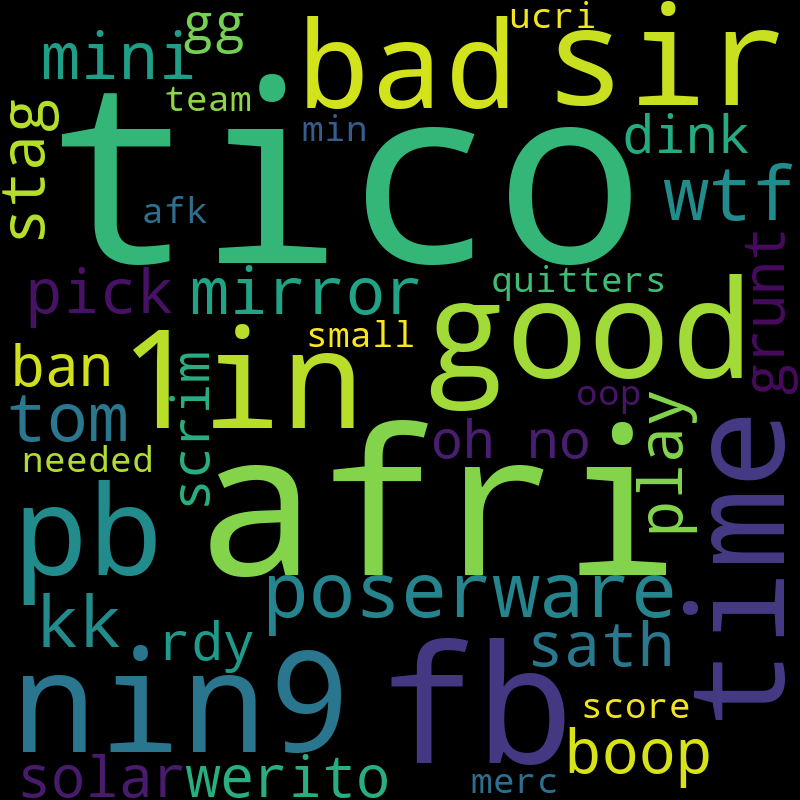 gg
ucri
mini
bad
sir
team
stag
tico
min
dink
afk
wtf
pick
mirror
quitters
grunt
small
good
ban
1in
scrim
oop
tom
oh no
play
needed
afri
time
pb
poserware
kk
rdy
sath
nin9
fb
score
boop
solar
werito
merc